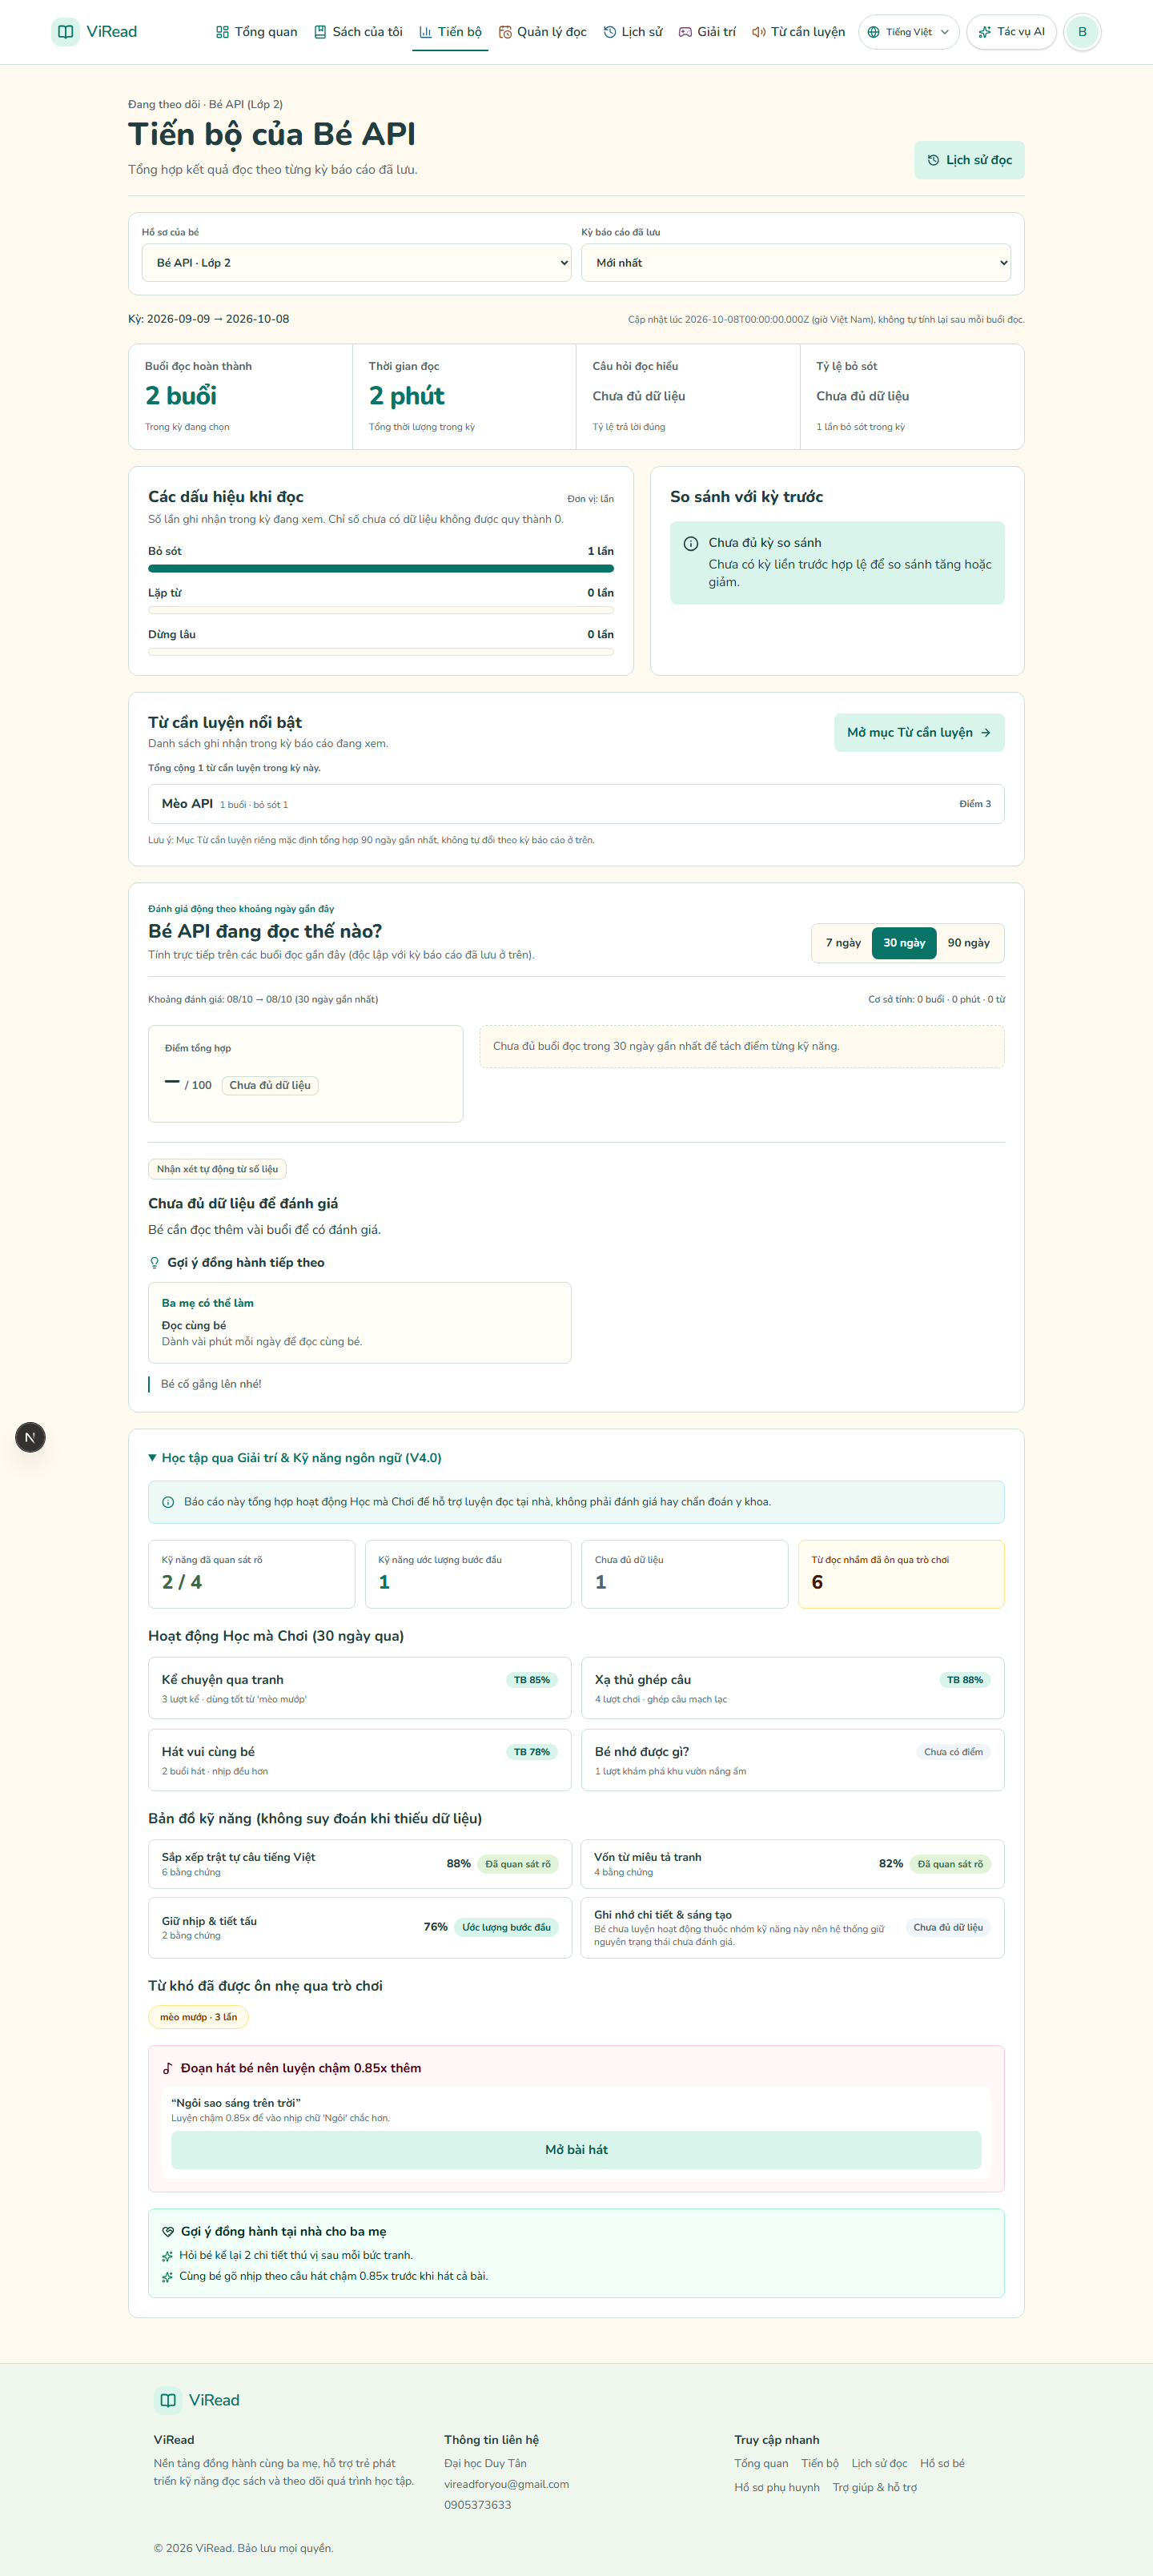 ViRead
Tổng quan
Sách của tôi
Tiến bộ
Quản lý đọc
Lịch sử
Giải trí
Từ cần luyện
Tiếng Việt
Tác vụ AI
B
Đang theo dõi · Bé API (Lớp 2)
Tiến bộ của Bé API
Tổng hợp kết quả đọc theo từng kỳ báo cáo đã lưu.
Lịch sử đọc
Hồ sơ của bé
Kỳ báo cáo đã lưu
Bé API · Lớp 2
Mới nhất
Kỳ: 2026-09-09 → 2026-10-08
Cập nhật lúc 2026-10-08T00:00:00.000Z (giờ Việt Nam), không tự tính lại sau mỗi buổi đọc.
Buổi đọc hoàn thành
2 buổi
Trong kỳ đang chọn
Thời gian đọc
2 phút
Tổng thời lượng trong kỳ
Câu hỏi đọc hiểu
Chưa đủ dữ liệu
Tỷ lệ trả lời đúng
Tỷ lệ bỏ sót
Chưa đủ dữ liệu
1 lần bỏ sót trong kỳ
Các dấu hiệu khi đọc
Đơn vị: lần
Số lần ghi nhận trong kỳ đang xem. Chỉ số chưa có dữ liệu không được quy thành 0.
Bỏ sót
1 lần
Lặp từ
0 lần
Dừng lâu
0 lần
So sánh với kỳ trước
Chưa đủ kỳ so sánh
Chưa có kỳ liền trước hợp lệ để so sánh tăng hoặc
giảm.
Từ cần luyện nổi bật
Danh sách ghi nhận trong kỳ báo cáo đang xem.
Mở mục Từ cần luyện →
Tổng cộng 1 từ cần luyện trong kỳ này.
Mèo API 1 buổi · bỏ sót 1
Điểm 3
Lưu ý: Mục Từ cần luyện riêng mặc định tổng hợp 90 ngày gần nhất, không tự đổi theo kỳ báo cáo ở trên.
Đánh giá động theo khoảng ngày gần đây
Bé API đang đọc thế nào?
Tính trực tiếp trên các buổi đọc gần đây (độc lập với kỳ báo cáo đã lưu ở trên).
7 ngày
30 ngày
90 ngày
Khoảng đánh giá: 08/10 → 08/10 (30 ngày gần nhất)
Cơ sở tính: 0 buổi · 0 phút · 0 từ
Điểm tổng hợp
— / 100 Chưa đủ dữ liệu
Chưa đủ buổi đọc trong 30 ngày gần nhất để tách điểm từng kỹ năng.
Nhận xét tự động từ số liệu
Chưa đủ dữ liệu để đánh giá
Bé cần đọc thêm vài buổi để có đánh giá.
Gợi ý đồng hành tiếp theo
Ba mẹ có thể làm
Đọc cùng bé
Dành vài phút mỗi ngày để đọc cùng bé.
Bé cố gắng lên nhé!
N
▼ Học tập qua Giải trí & Kỹ năng ngôn ngữ (V4.0)
Báo cáo này tổng hợp hoạt động Học mà Chơi để hỗ trợ luyện đọc tại nhà, không phải đánh giá hay chẩn đoán y khoa.
Kỹ năng đã quan sát rõ
2 / 4
Kỹ năng ước lượng bước đầu
1
Chưa đủ dữ liệu
1
Từ đọc nhầm đã ôn qua trò chơi
6
Hoạt động Học mà Chơi (30 ngày qua)
Kể chuyện qua tranh
TB 85%
3 lượt kể · dùng tốt từ 'mèo mướp'
Xạ thủ ghép câu
TB 88%
4 lượt chơi · ghép câu mạch lạc
Hát vui cùng bé
TB 78%
2 buổi hát · nhịp đều hơn
Bé nhớ được gì?
Chưa có điểm
1 lượt khám phá khu vườn nắng ấm
Bản đồ kỹ năng (không suy đoán khi thiếu dữ liệu)
Sắp xếp trật tự câu tiếng Việt
6 bằng chứng
88% Đã quan sát rõ
Vốn từ miêu tả tranh
4 bằng chứng
82% Đã quan sát rõ
Giữ nhịp & tiết tấu
2 bằng chứng
76% Ước lượng bước đầu
Ghi nhớ chi tiết & sáng tạo
Bé chưa luyện hoạt động thuộc nhóm kỹ năng này nên hệ thống giữ
nguyên trạng thái chưa đánh giá.
Chưa đủ dữ liệu
Từ khó đã được ôn nhẹ qua trò chơi
mèo mướp · 3 lần
Đoạn hát bé nên luyện chậm 0.85x thêm
“Ngôi sao sáng trên trời”
Luyện chậm 0.85x để vào nhịp chữ 'Ngôi' chắc hơn.
Mở bài hát
Gợi ý đồng hành tại nhà cho ba mẹ
Hỏi bé kể lại 2 chi tiết thú vị sau mỗi bức tranh.
Cùng bé gõ nhịp theo câu hát chậm 0.85x trước khi hát cả bài.
ViRead
ViRead
Nền tảng đồng hành cùng ba mẹ, hỗ trợ trẻ phát
triển kỹ năng đọc sách và theo dõi quá trình học tập.
Thông tin liên hệ
Đại học Duy Tân
vireadforyou@gmail.com
0905373633
Truy cập nhanh
Tổng quan Tiến bộ Lịch sử đọc Hồ sơ bé
Hồ sơ phụ huynh Trợ giúp & hỗ trợ
© 2026 ViRead. Bảo lưu mọi quyền.